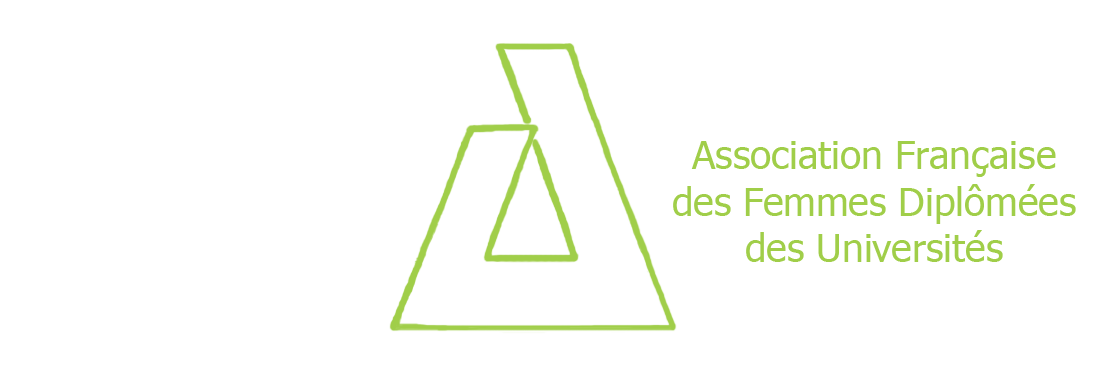 Association Française
des Femmes Diplômées
des Universités